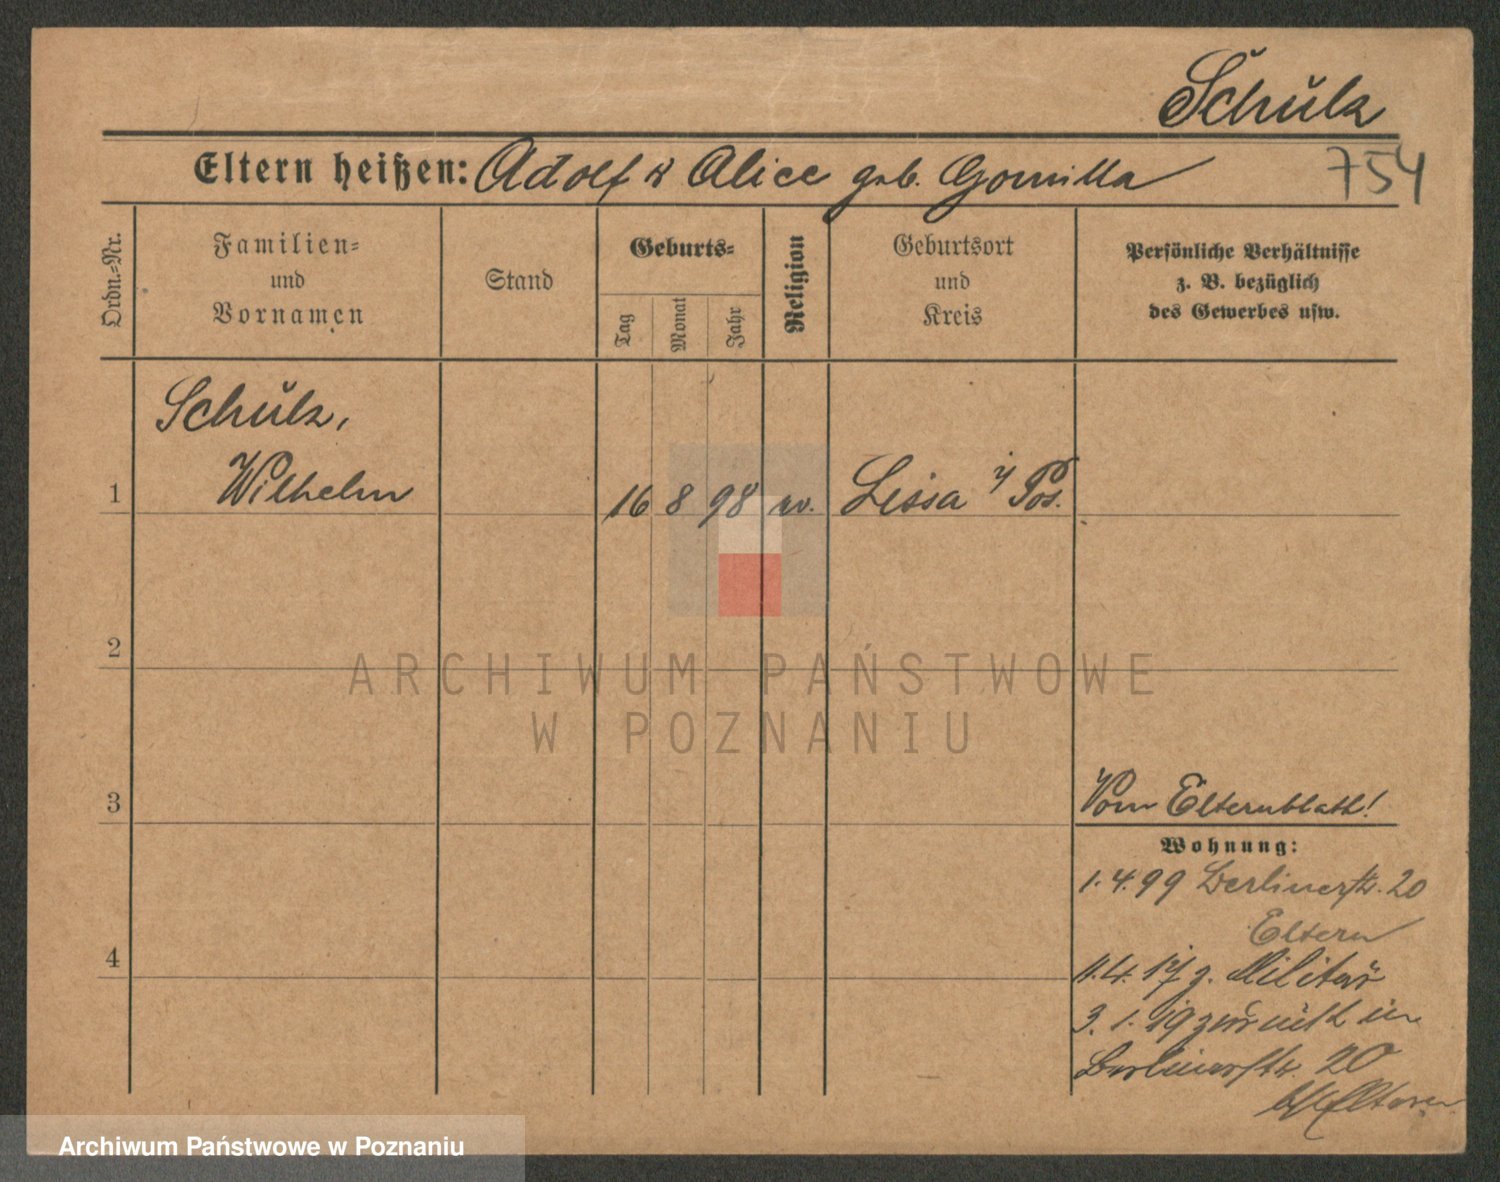 Schulz
Eltern heißen: Adolf u Alice geb. Gomilla
754
Ordn.-Nr.
Familien-
und
Vornamen
Stand
Geburts-
Tag
Monat
Jahr
Religion
Geburtsort
und
Kreis
Persönliche Verhältnisse
z. B. bezüglich
des Gewerbes usw.
Schulz,
1 Wilhelm 16 8 98 ev. Lissa i/ Pos.
2
ARCHIWUM PAŃSTWOWE
W POZNANIU
3 Vom Elternblatt!
Wohnung:
1.4.99 Berlinerstr. 20
Eltern
4
1.4.17 z. Militär
3.1.19 zurück in
Berlinerstr. 20
Eltern
Archiwum Państwowe w Poznaniu